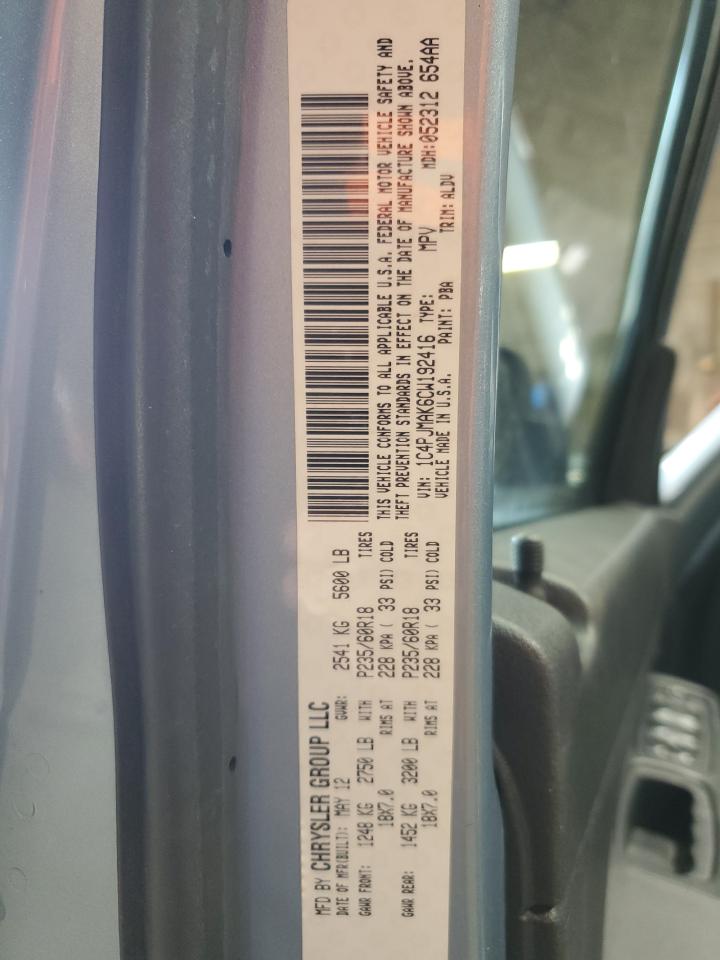 MFD BY CHRYSLER GROUP LLC
DATE OF MFR(BUILT): MAY 12 GVWR: 2541 KG 5600 LB
GAWR FRONT: 1248 KG 2750 LB WITH P235/60R18 TIRES
18X7.0 RIMS AT 228 KPA ( 33 PSI) COLD
GAWR REAR: 1452 KG 3200 LB WITH P235/60R18 TIRES
18X7.0 RIMS AT 228 KPA ( 33 PSI) COLD
THIS VEHICLE CONFORMS TO ALL APPLICABLE U.S.A. FEDERAL MOTOR VEHICLE SAFETY AND
THEFT PREVENTION STANDARDS IN EFFECT ON THE DATE OF MANUFACTURE SHOWN ABOVE.
VIN: 1C4PJMAK6CW192416 TYPE: MPV MDH:052312 654AA
VEHICLE MADE IN U.S.A. PAINT: PBA TRIM: ALDV